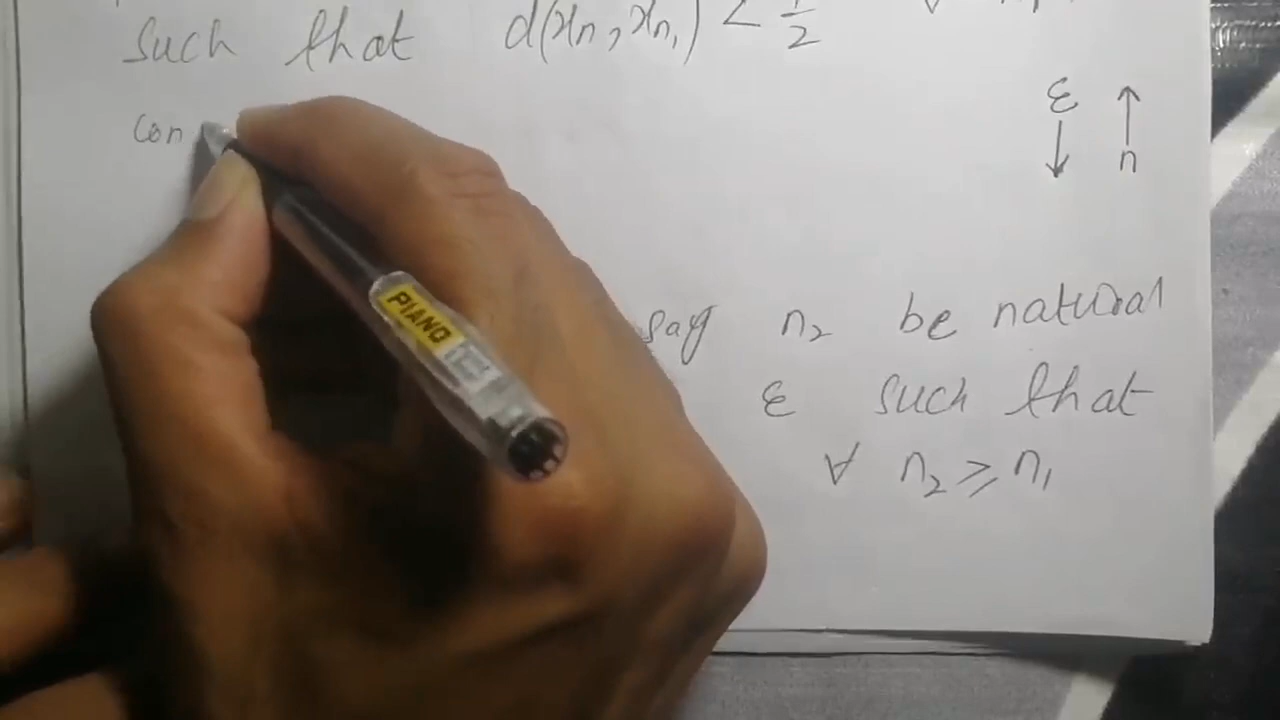 such that d(xn, xn1) < 1/2 ∀
con
ε ↑
↓ n
say n2 be natural
ε such that
∀ n2 ≥ n1
PIANO